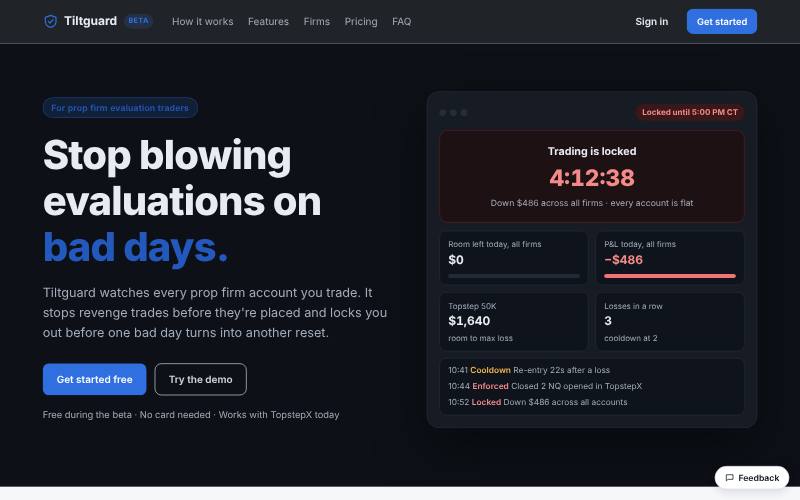 Tiltguard BETA How it works Features Firms Pricing FAQ Sign in Get started
For prop firm evaluation traders
Stop blowing
evaluations on
bad days.
Tiltguard watches every prop firm account you trade. It
stops revenge trades before they're placed and locks you
out before one bad day turns into another reset.
Get started free Try the demo
Free during the beta · No card needed · Works with TopstepX today
Locked until 5:00 PM CT
Trading is locked
4:12:38
Down $486 across all firms · every account is flat
Room left today, all firms
$0
P&L today, all firms
−$486
Topstep 50K
$1,640
room to max loss
Losses in a row
3
cooldown at 2
10:41 Cooldown Re-entry 22s after a loss
10:44 Enforced Closed 2 NQ opened in TopstepX
10:52 Locked Down $486 across all accounts
Feedback